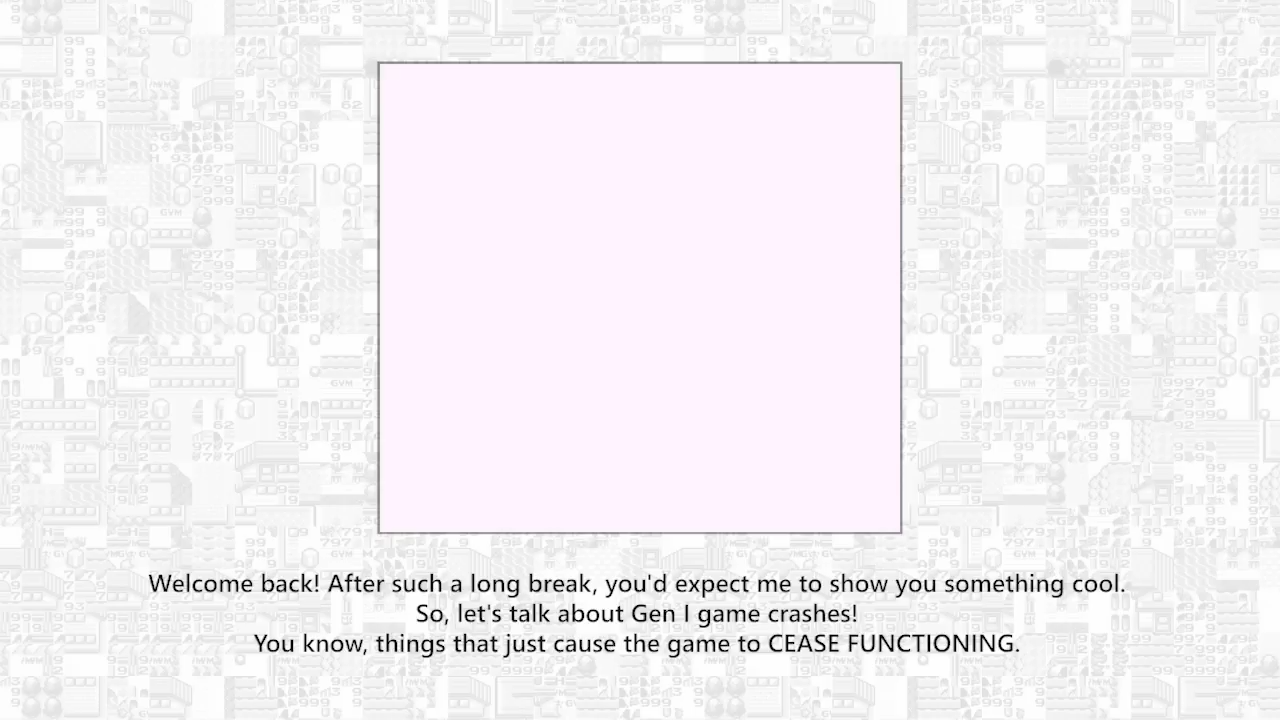 Welcome back! After such a long break, you'd expect me to show you something cool.
So, let's talk about Gen I game crashes!
You know, things that just cause the game to CEASE FUNCTIONING.